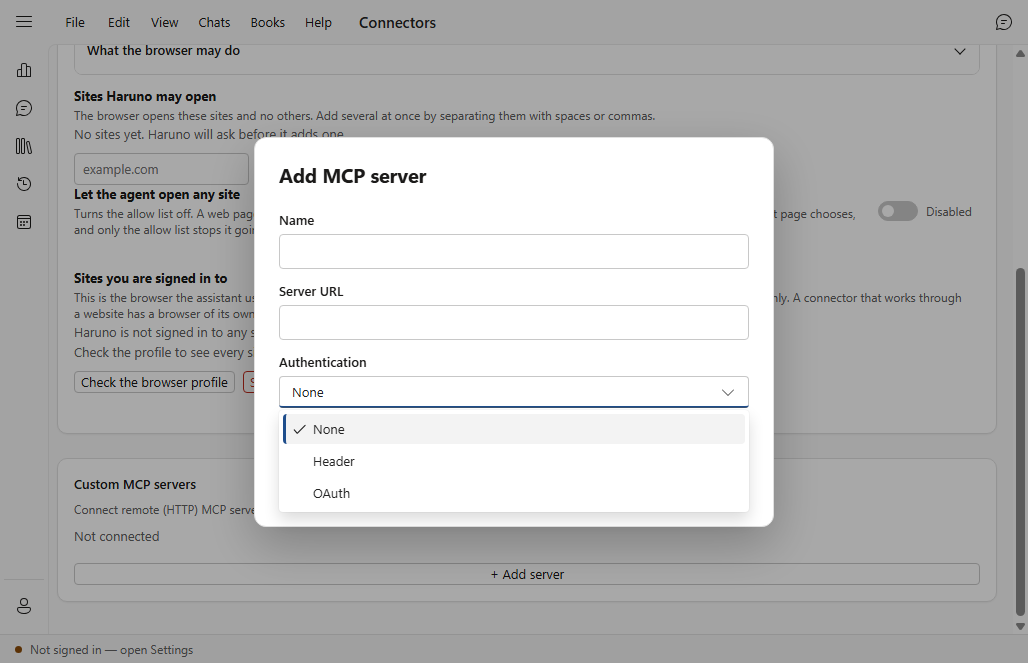 File Edit View Chats Books Help Connectors
What the browser may do
Sites Haruno may open
The browser opens these sites and no others. Add several at once by separating them with spaces or commas.
No sites yet. Haruno will ask before it adds one.
example.com
Let the agent open any site
Turns the allow list off. A web page chooses,
and only the allow list stops it
Disabled
Sites you are signed in to
This is the browser the assistant A connector that works through
a website has a browser of its own
Haruno is not signed in to any
Check the profile to see every
Check the browser profile
Add MCP server
Name
Server URL
Authentication
None
None
Header
OAuth
Custom MCP servers
Connect remote (HTTP) MCP
Not connected
+ Add server
Not signed in — open Settings